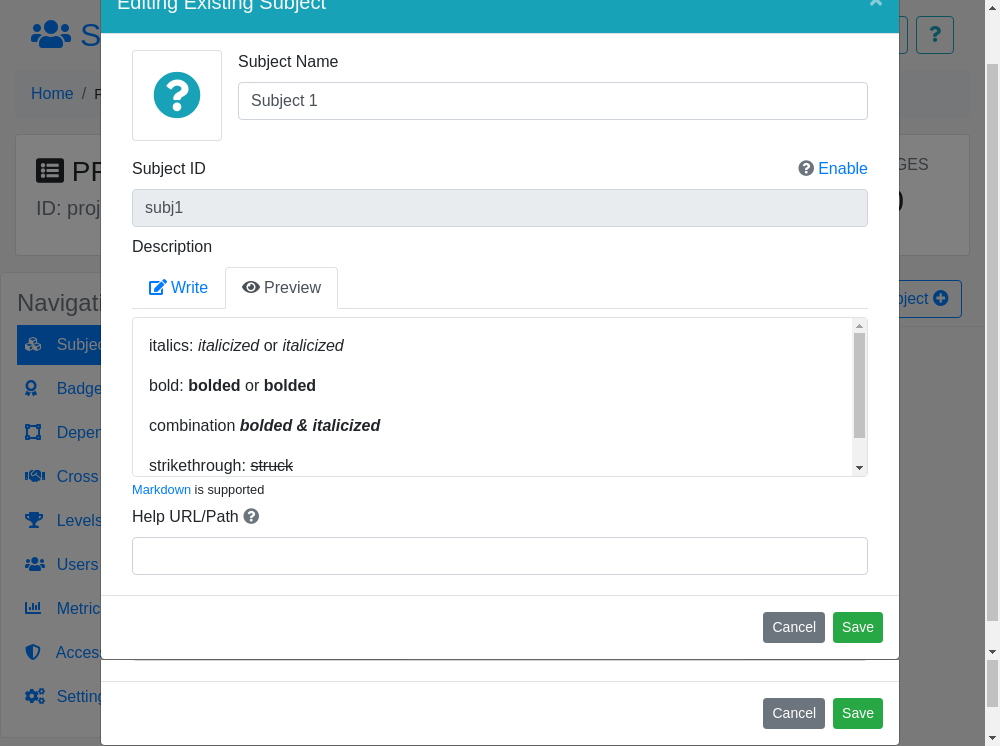 Editing Existing Subject
×
S
?
Subject Name
Subject 1
Home / P
Subject ID
Enable
ID: proj
subj1
Description
Write
Preview
Navigati
bject
italics: italicized or italicized
Subjec
bold: bolded or bolded
Badge
combination bolded & italicized
Depen
strikethrough: struck
Cross
Markdown is supported
Levels
Help URL/Path
Users
Metric
Cancel
Save
Acces
Setting
Cancel
Save